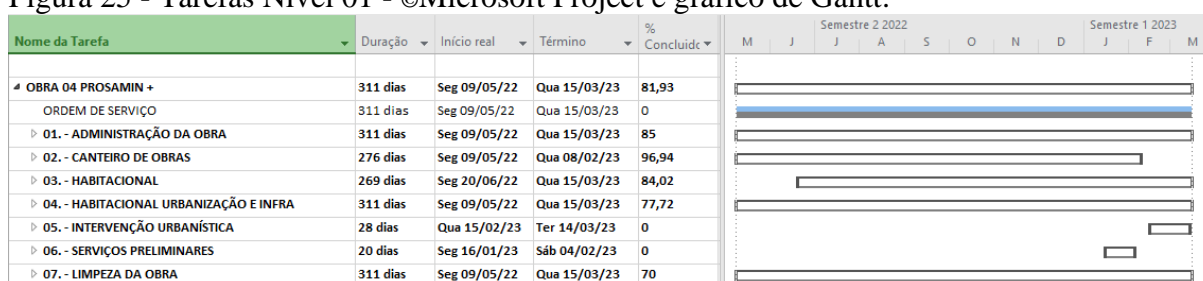 Figura 25 - Tarefas Nível 01 - ©Microsoft Project e gráfico de Gantt.
Nome da Tarefa Duração Início real Término % Concluídc Semestre 2 2022 Semestre 1 2023
M J J A S O N D J F M
OBRA 04 PROSAMIN + 311 dias Seg 09/05/22 Qua 15/03/23 81,93
ORDEM DE SERVIÇO 311 dias Seg 09/05/22 Qua 15/03/23 0
01. - ADMINISTRAÇÃO DA OBRA 311 dias Seg 09/05/22 Qua 15/03/23 85
02. - CANTEIRO DE OBRAS 276 dias Seg 09/05/22 Qua 08/02/23 96,94
03. - HABITACIONAL 269 dias Seg 20/06/22 Qua 15/03/23 84,02
04. - HABITACIONAL URBANIZAÇÃO E INFRA 311 dias Seg 09/05/22 Qua 15/03/23 77,72
05. - INTERVENÇÃO URBANÍSTICA 28 dias Qua 15/02/23 Ter 14/03/23 0
06. - SERVIÇOS PRELIMINARES 20 dias Seg 16/01/23 Sáb 04/02/23 0
07. - LIMPEZA DA OBRA 311 dias Seg 09/05/22 Qua 15/03/23 70